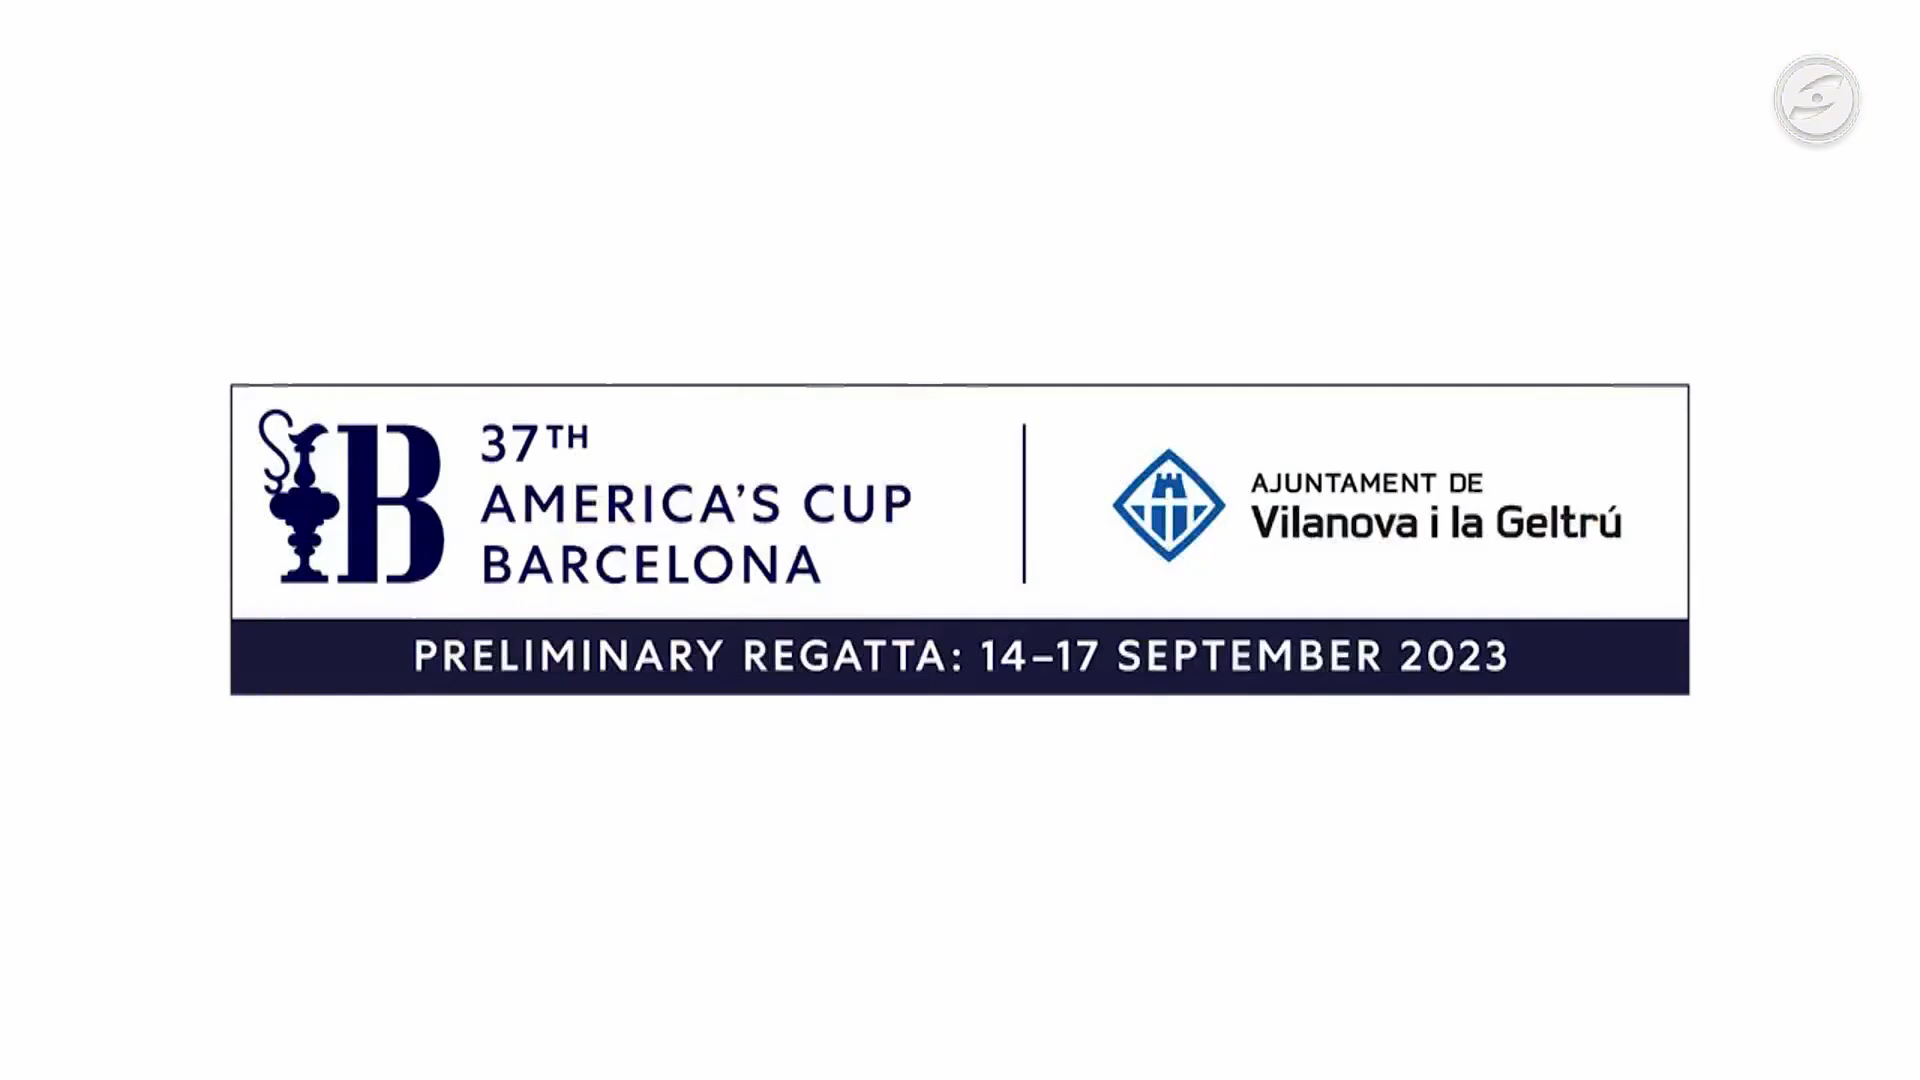 B
37TH
AMERICA'S CUP
BARCELONA
AJUNTAMENT DE
Vilanova i la Geltrú
PRELIMINARY REGATTA: 14–17 SEPTEMBER 2023